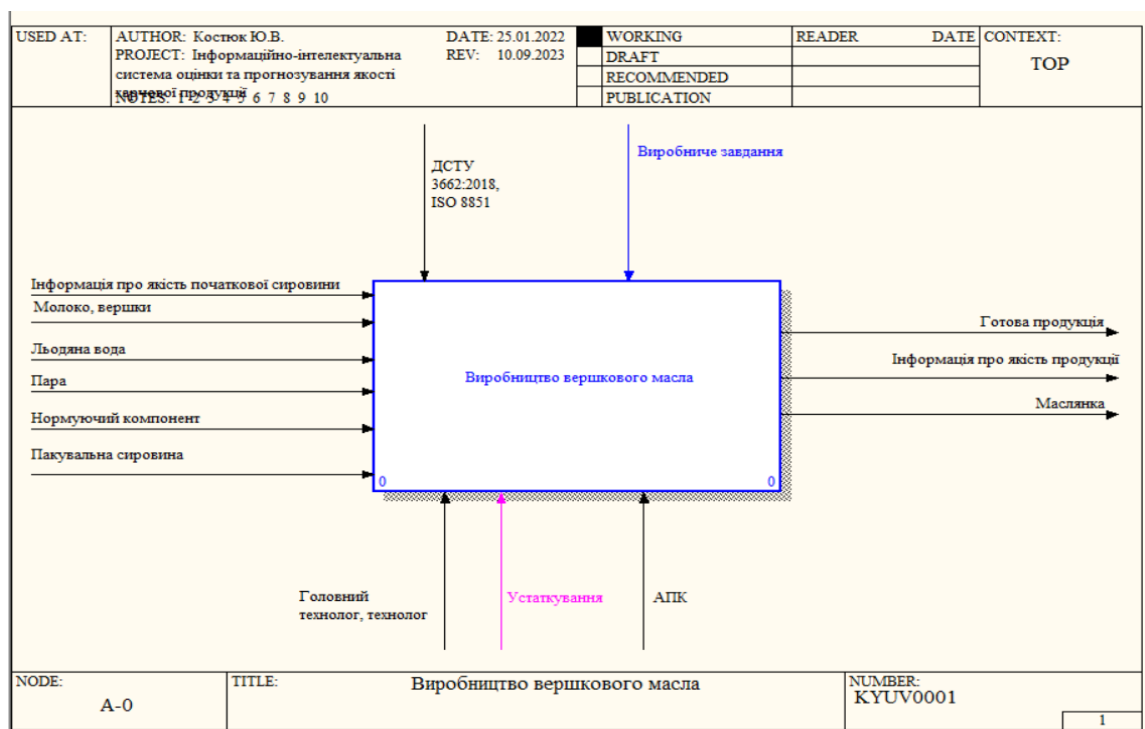 USED AT:
AUTHOR: Костюк Ю.В.
DATE: 25.01.2022
PROJECT: Інформаційно-інтелектуальна
REV: 10.09.2023
система оцінки та прогнозування якості
харчової продукції
NOTES: 1 2 3 4 5 6 7 8 9 10
WORKING
DRAFT
RECOMMENDED
PUBLICATION
READER DATE
CONTEXT:
TOP
ДСТУ
3662:2018,
ISO 8851
Виробниче завдання
Інформація про якість початкової сировини
Молоко, вершки
Льодяна вода
Пара
Нормуючий компонент
Пакувальна сировина
Виробництво вершкового масла
0
0
Готова продукція
Інформація про якість продукції
Маслянка
Головний
технолог, технолог
Устаткування
АПК
NODE:
A-0
TITLE:
Виробництво вершкового масла
NUMBER:
KYUV0001
1